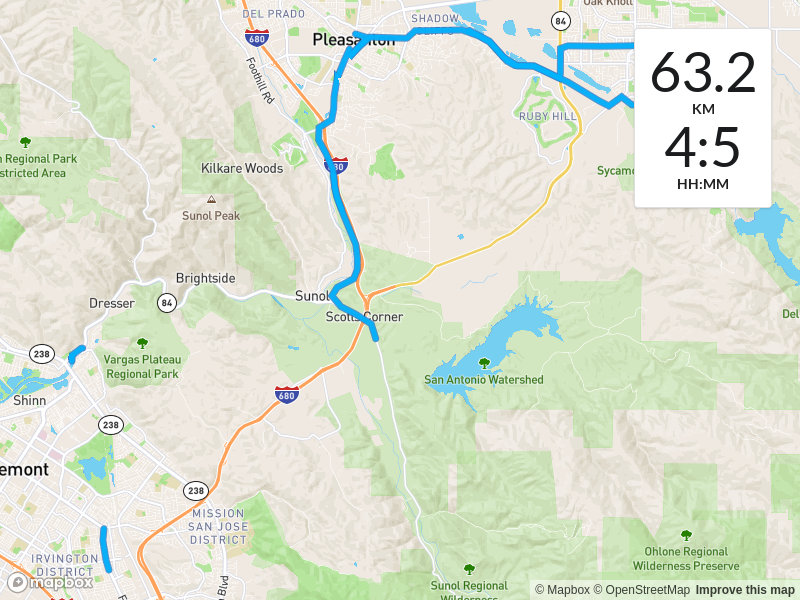 DEL PRADO
SHADOW
Oak Knoll
84
680
Pleasanton
Foothill Rd
63.2
KM
4:5
HH:MM
RUBY HILL
n Regional Park
stricted Area
Kilkare Woods
Sycamo
Sunol Peak
Brightside
Sunol
Dresser
84
Scotts Corner
Del
238
Vargas Plateau
Regional Park
San Antonio Watershed
Shinn
680
238
emont
238
MISSION
SAN JOSE
DISTRICT
IRVINGTON
DISTRICT
Ohlone Regional
Wilderness Preserve
Sunol Regional
Wilderness
n Blvd
mapbox
© Mapbox © OpenStreetMap Improve this map